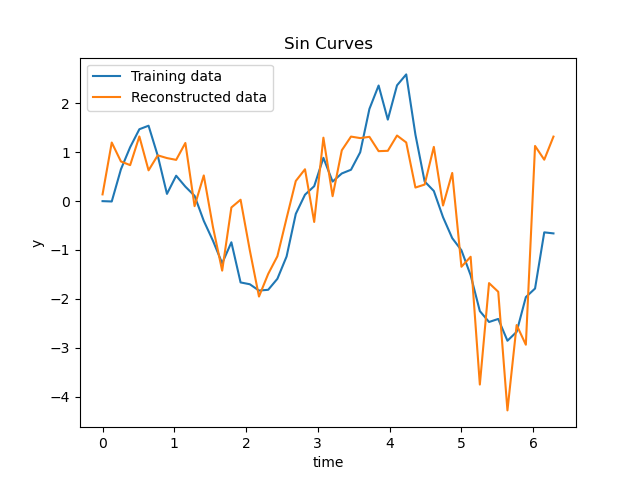 Sin Curves
Training data
Reconstructed data
y
2
1
0
−1
−2
−3
−4
0 1 2 3 4 5 6
time